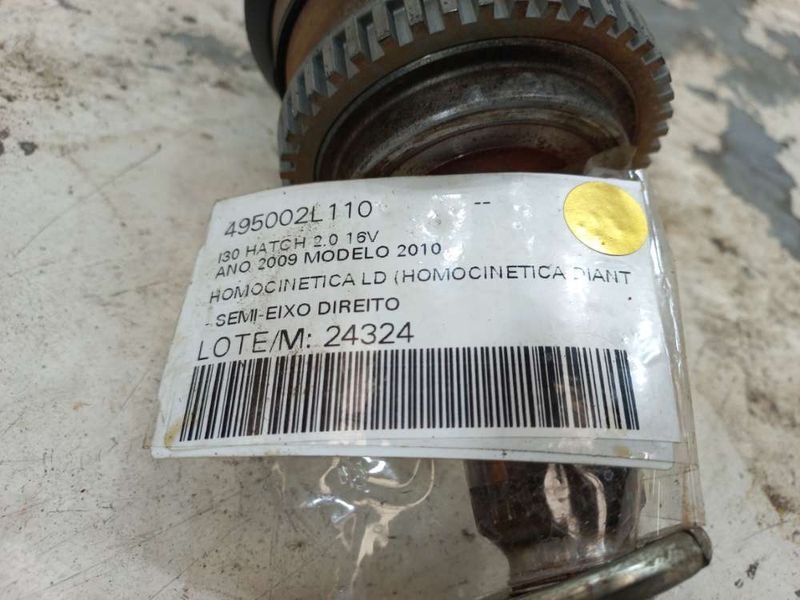 495002L110 --
I30 HATCH 2.0 16V
ANO 2009 MODELO 2010
HOMOCINETICA LD (HOMOCINETICA DIANT
- SEMI-EIXO DIREITO
LOTE/M: 24324